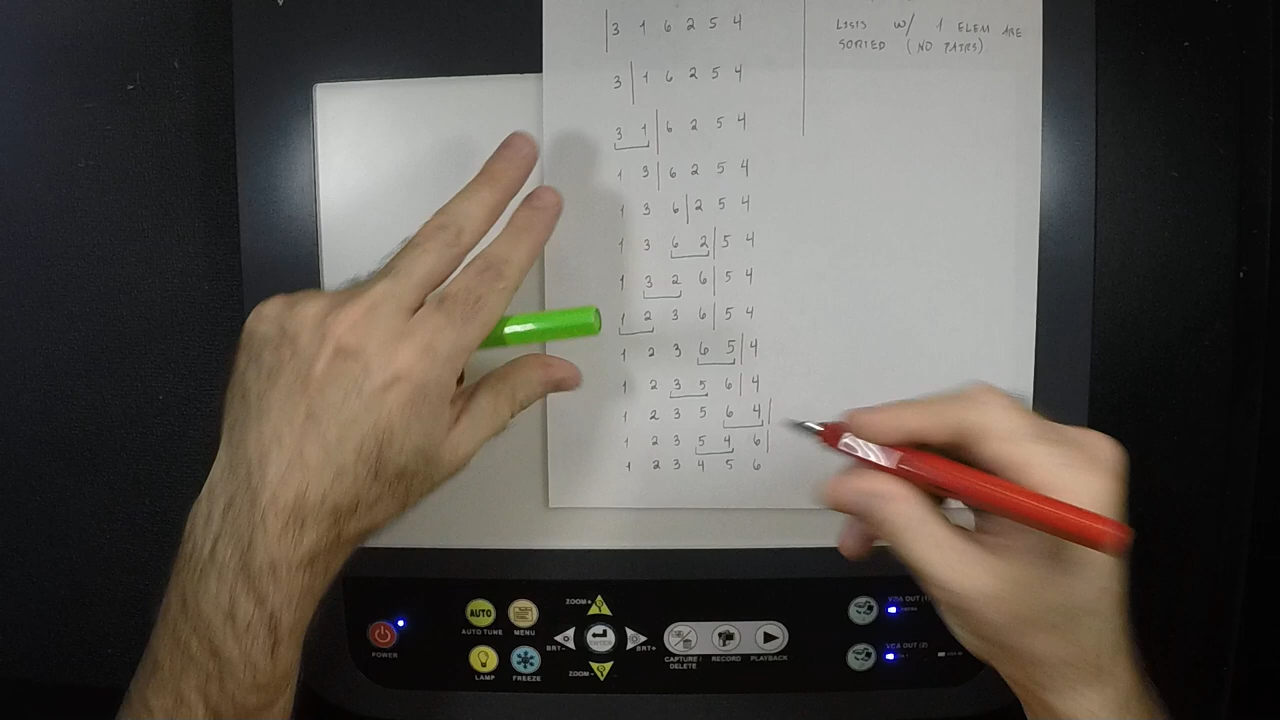 |3 1 6 2 5 4
3|1 6 2 5 4
3 1|6 2 5 4
1 3|6 2 5 4
1 3 6|2 5 4
1 3 6 2|5 4
1 3 2 6|5 4
1 2 3 6|5 4
1 2 3 6 5|4
1 2 3 5 6|4
1 2 3 5 6 4|
1 2 3 5 4 6|
1 2 3 4 5 6
LISTS W/ 1 ELEM ARE
SORTED (NO PAIRS)
POWER
AUTO
AUTO TUNE
MENU
LAMP
FREEZE
ZOOM+
BRT-
ENTER
BRT+
ZOOM-
CAPTURE /
DELETE
RECORD
PLAYBACK
VGA OUT (1)
VGA OUT (2)